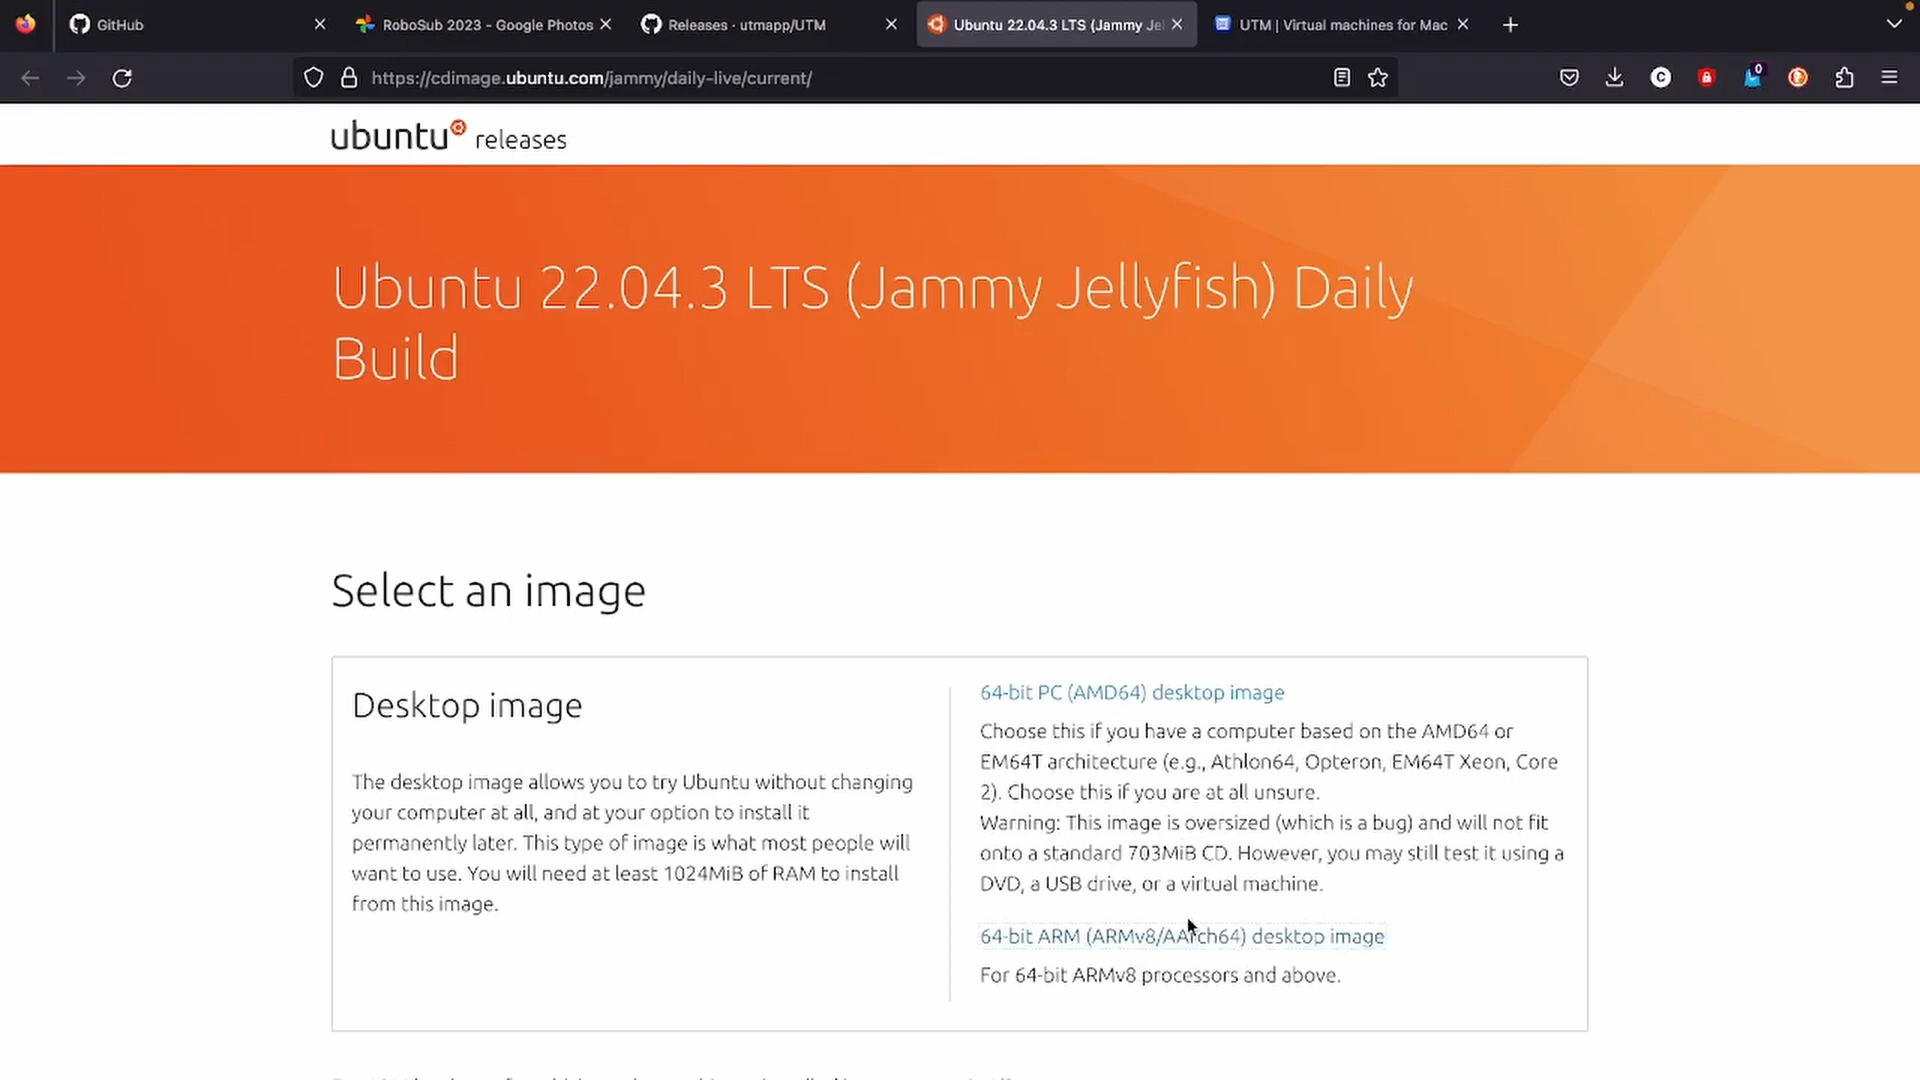 GitHub
RoboSub 2023 - Google Photos
Releases · utmapp/UTM
Ubuntu 22.04.3 LTS (Jammy Je
UTM | Virtual machines for Mac
https://cdimage.ubuntu.com/jammy/daily-live/current/
0
ubuntu releases
Ubuntu 22.04.3 LTS (Jammy Jellyfish) Daily
Build
Select an image
Desktop image
The desktop image allows you to try Ubuntu without changing
your computer at all, and at your option to install it
permanently later. This type of image is what most people will
want to use. You will need at least 1024MiB of RAM to install
from this image.
64-bit PC (AMD64) desktop image
Choose this if you have a computer based on the AMD64 or
EM64T architecture (e.g., Athlon64, Opteron, EM64T Xeon, Core
2). Choose this if you are at all unsure.
Warning: This image is oversized (which is a bug) and will not fit
onto a standard 703MiB CD. However, you may still test it using a
DVD, a USB drive, or a virtual machine.
64-bit ARM (ARMv8/AArch64) desktop image
For 64-bit ARMv8 processors and above.